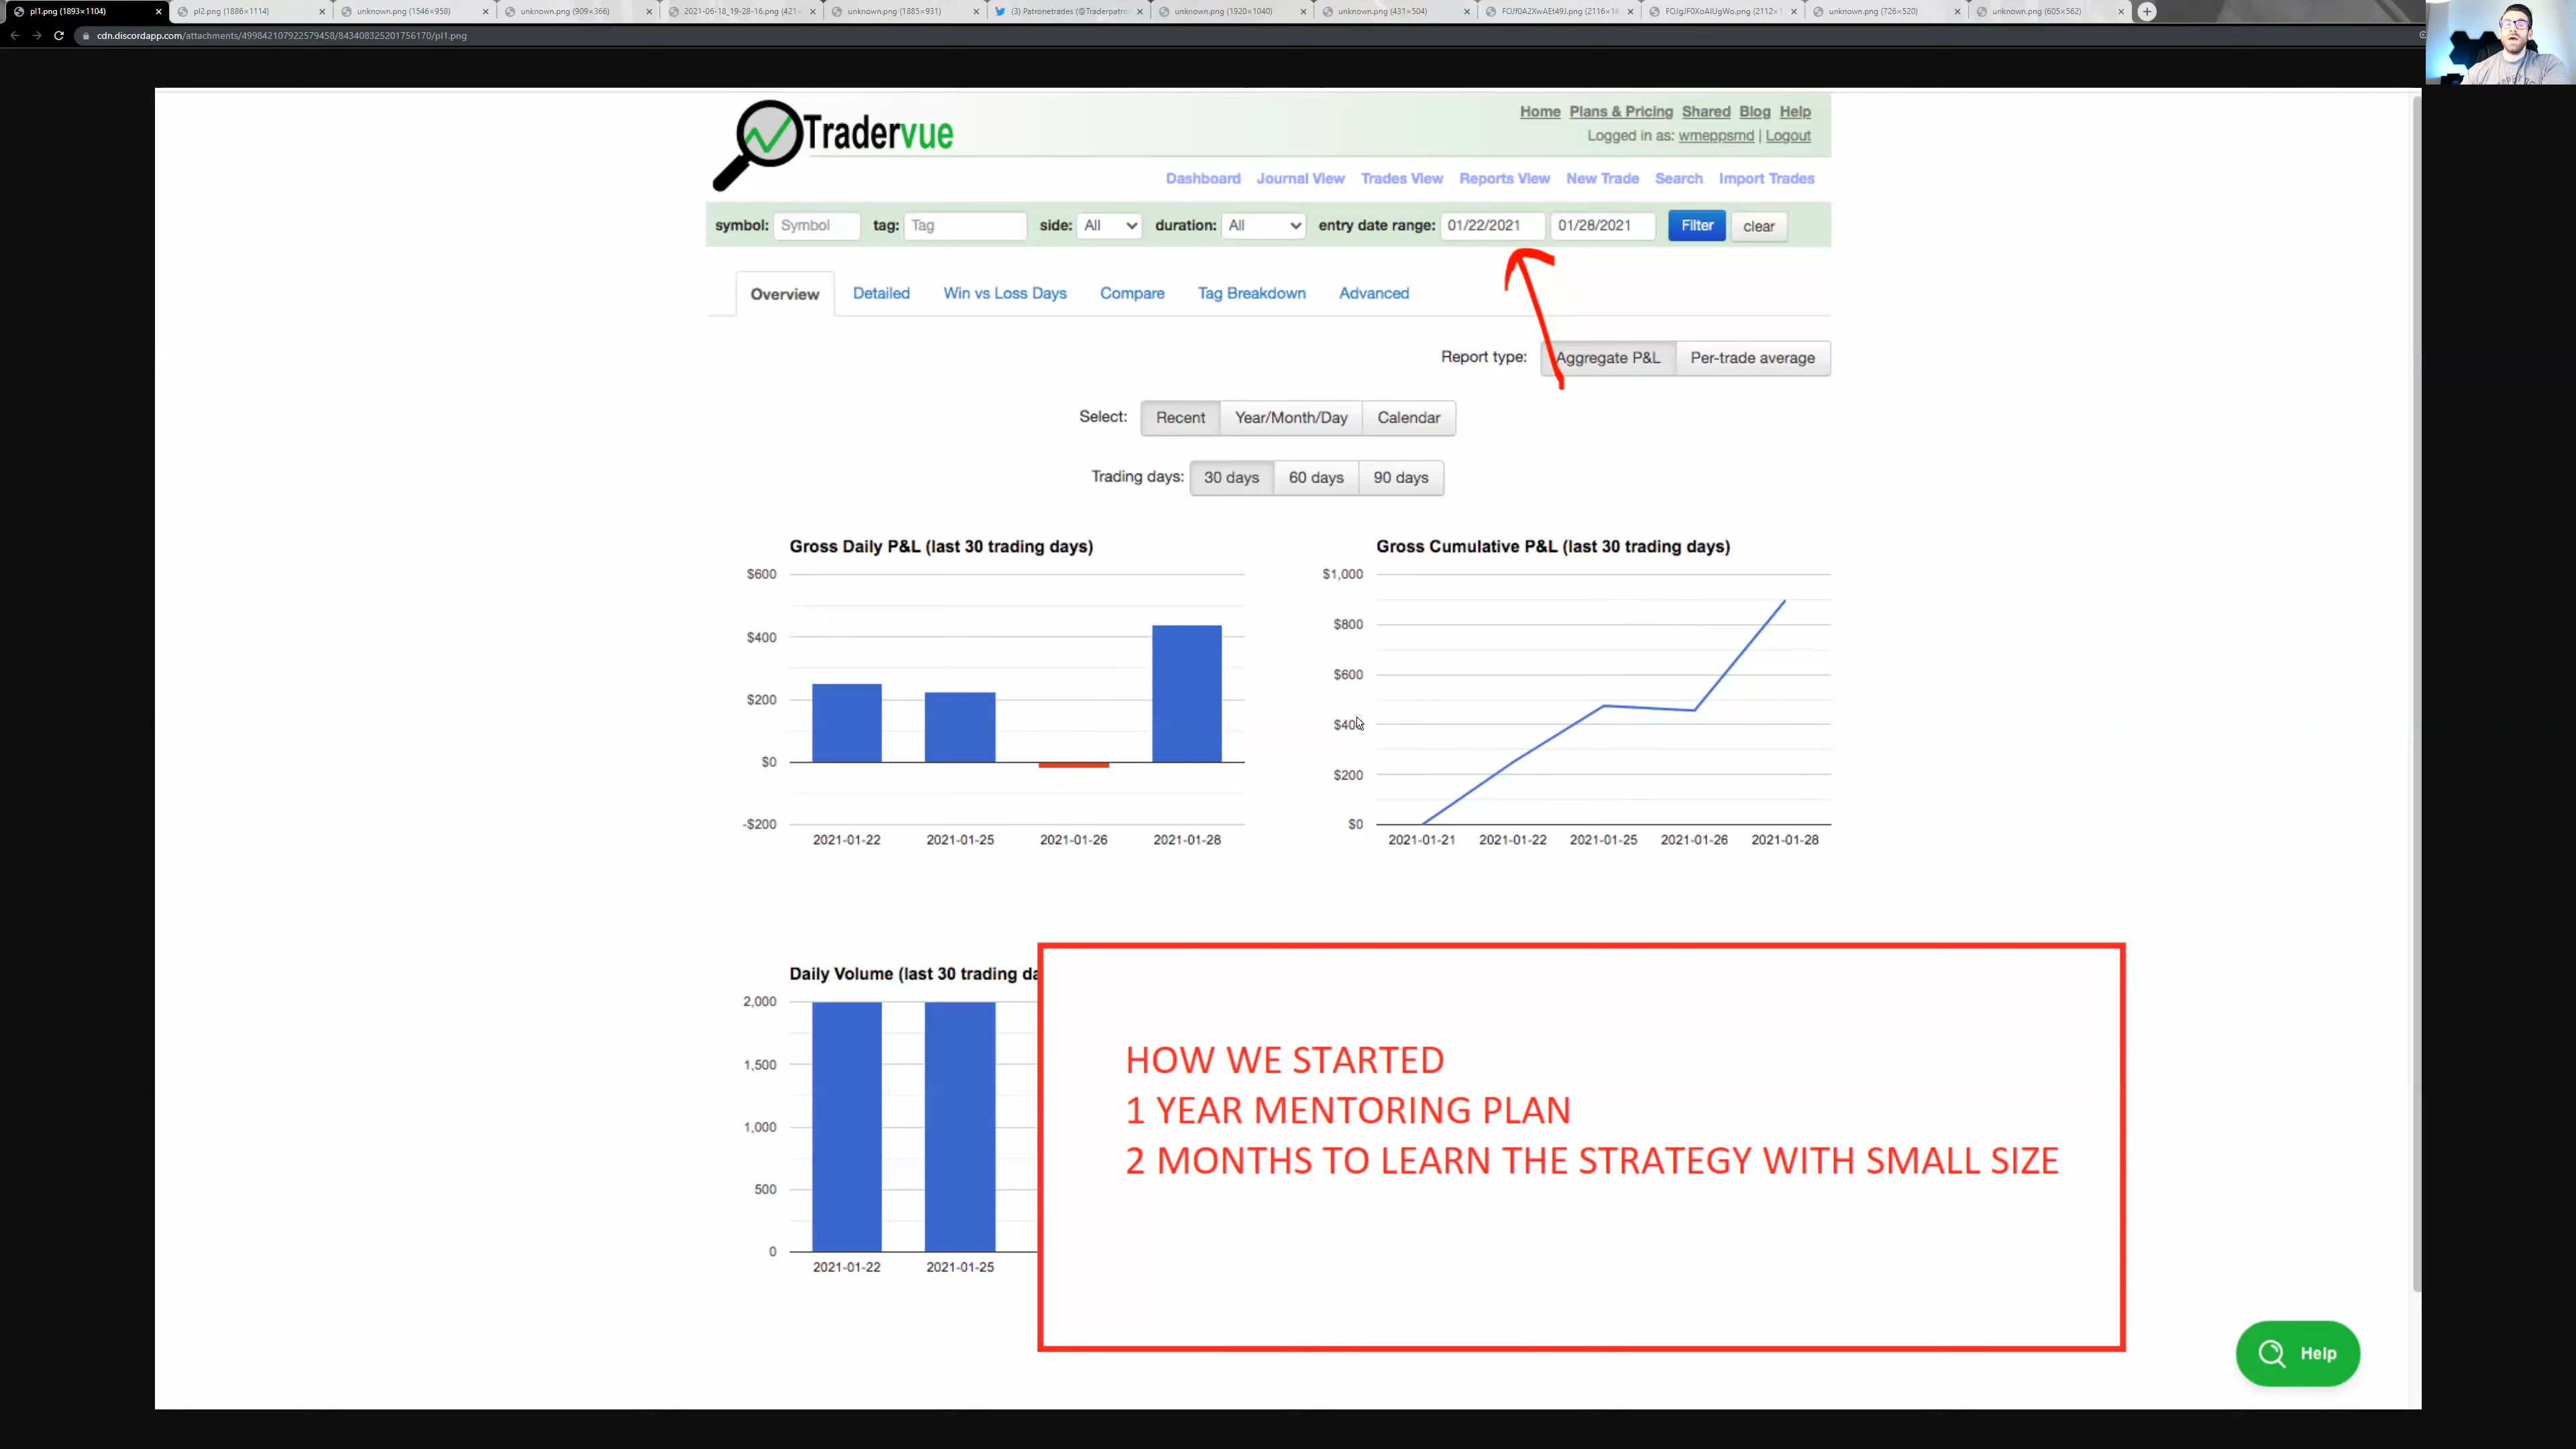 pl1.png (1893×1104)
pl2.png (1886×1114)
unknown.png (1546×958)
unknown.png (909×366)
2021-06-18_19-28-16.png (421×
unknown.png (1885×931)
(3) Patronetrades (@Traderpatro
unknown.png (1920×1040)
unknown.png (431×504)
unknown.png (726×520)
unknown.png (605×562)
cdn.discordapp.com/attachments/499842107922579458/843408325201756170/pl1.png
Tradervue
Home Plans & Pricing Shared Blog Help
Logged in as: wmeppsmd | Logout
Dashboard Journal View Trades View Reports View New Trade Search Import Trades
symbol: Symbol tag: Tag side: All duration: All entry date range: 01/22/2021 01/28/2021 Filter clear
Overview Detailed Win vs Loss Days Compare Tag Breakdown Advanced
Report type: Aggregate P&L Per-trade average
Select: Recent Year/Month/Day Calendar
Trading days: 30 days 60 days 90 days
Gross Daily P&L (last 30 trading days)
$600
$400
$200
$0
-$200
2021-01-22 2021-01-25 2021-01-26 2021-01-28
Gross Cumulative P&L (last 30 trading days)
$1,000
$800
$600
$400
$200
$0
2021-01-21 2021-01-22 2021-01-25 2021-01-26 2021-01-28
Daily Volume (last 30 trading da
2,000
1,500
1,000
500
0
2021-01-22 2021-01-25
HOW WE STARTED
1 YEAR MENTORING PLAN
2 MONTHS TO LEARN THE STRATEGY WITH SMALL SIZE
Help